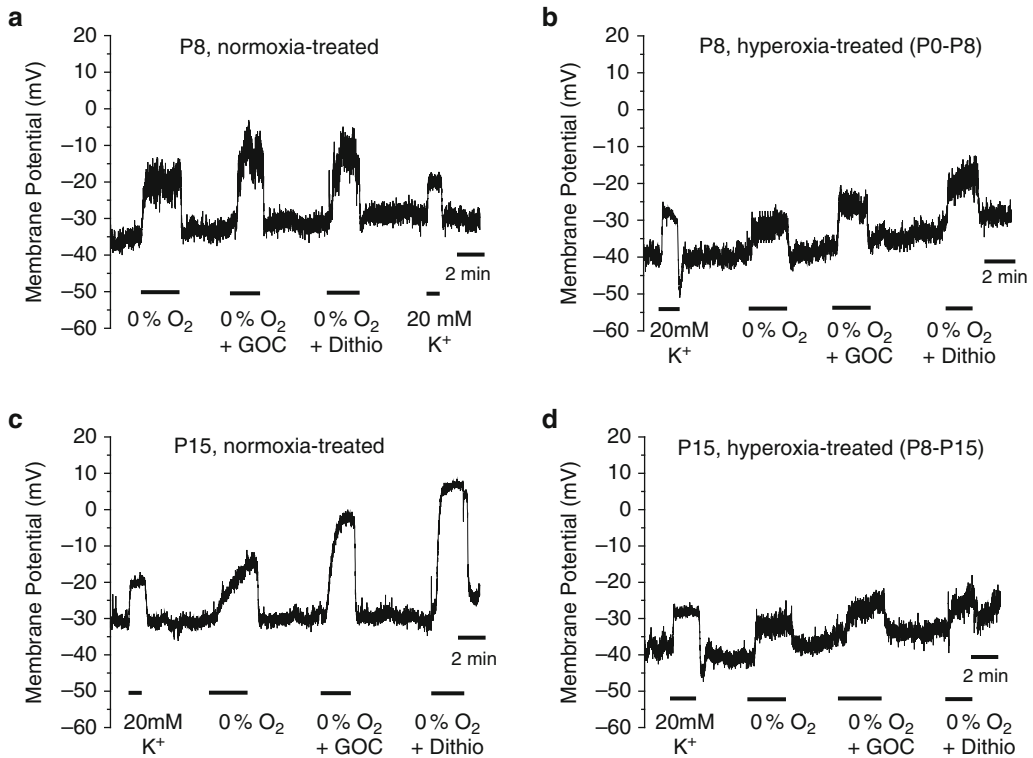 a
P8, normoxia-treated
Membrane Potential (mV)
20
10
0
−10
−20
−30
−40
−50
−60
2 min
0 % O₂
0 % O₂
+ GOC
0 % O₂
+ Dithio
20 mM
K⁺
b
P8, hyperoxia-treated (P0-P8)
Membrane Potential (mV)
20
10
0
−10
−20
−30
−40
−50
−60
2 min
20mM
K⁺
0 % O₂
0 % O₂
+ GOC
0 % O₂
+ Dithio
c
P15, normoxia-treated
Membrane Potential (mV)
20
10
0
−10
−20
−30
−40
−50
−60
2 min
20mM
K⁺
0 % O₂
0 % O₂
+ GOC
0 % O₂
+ Dithio
d
P15, hyperoxia-treated (P8-P15)
Membrane Potential (mV)
20
10
0
−10
−20
−30
−40
−50
−60
2 min
20mM
K⁺
0 % O₂
0 % O₂
+ GOC
0 % O₂
+ Dithio